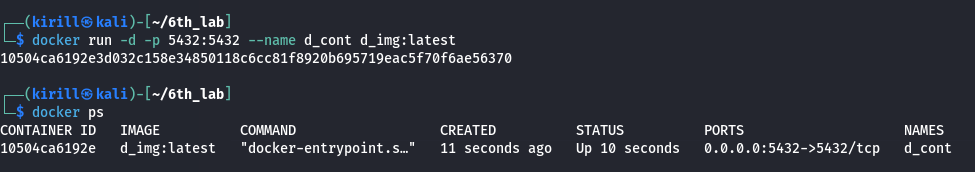 ┌──(kirill㉿kali)-[~/6th_lab]
└─$ docker run -d -p 5432:5432 --name d_cont d_img:latest
10504ca6192e3d032c158e34850118c6cc81f8920b695719eac5f70f6ae56370
┌──(kirill㉿kali)-[~/6th_lab]
└─$ docker ps
CONTAINER ID   IMAGE          COMMAND                  CREATED          STATUS          PORTS                    NAMES
10504ca6192e   d_img:latest   "docker-entrypoint.s…"   11 seconds ago   Up 10 seconds   0.0.0.0:5432->5432/tcp   d_cont